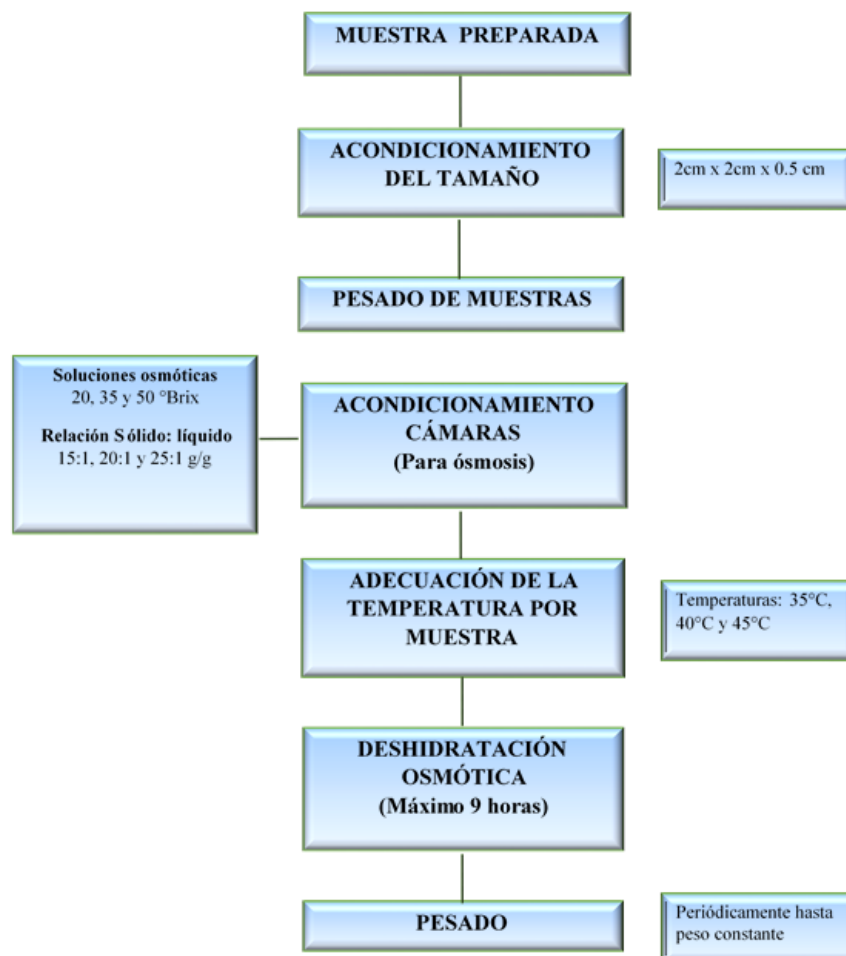 MUESTRA PREPARADA
ACONDICIONAMIENTO
DEL TAMAÑO
2cm x 2cm x 0.5 cm
PESADO DE MUESTRAS
Soluciones osmóticas
20, 35 y 50 °Brix
Relación Sólido: líquido
15:1, 20:1 y 25:1 g/g
ACONDICIONAMIENTO
CÁMARAS
(Para ósmosis)
ADECUACIÓN DE LA
TEMPERATURA POR
MUESTRA
Temperaturas: 35°C,
40°C y 45°C
DESHIDRATACIÓN
OSMÓTICA
(Máximo 9 horas)
PESADO
Periódicamente hasta
peso constante